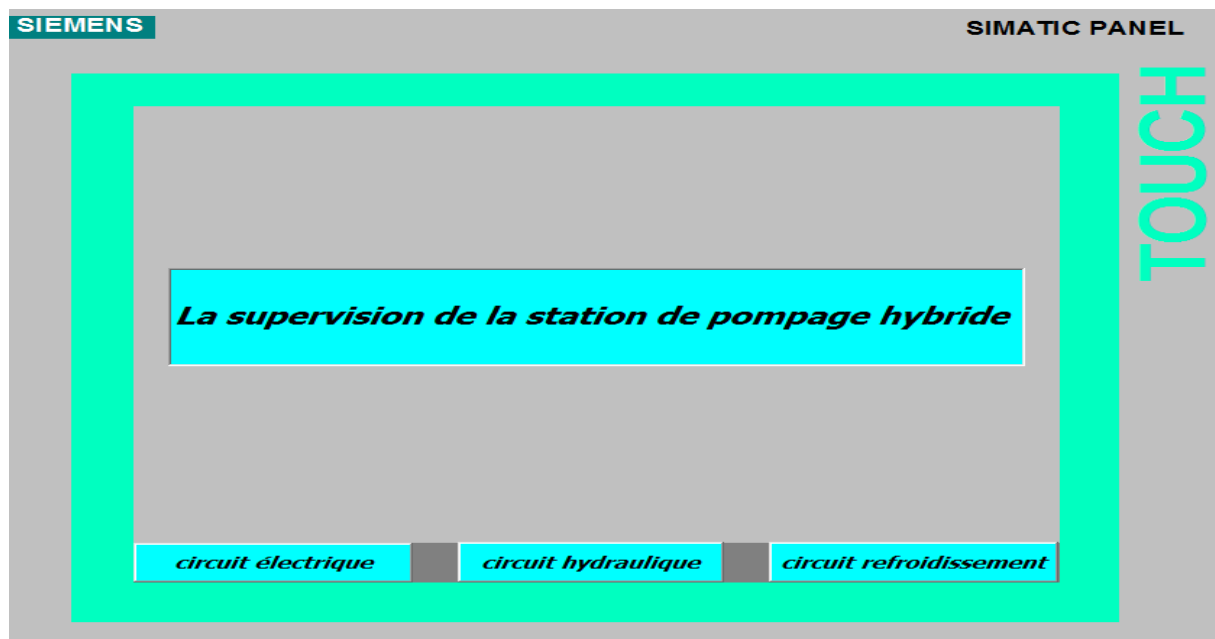 SIEMENS
SIMATIC PANEL
TOUCH
La supervision de la station de pompage hybride
circuit électrique
circuit hydraulique
circuit refroidissement